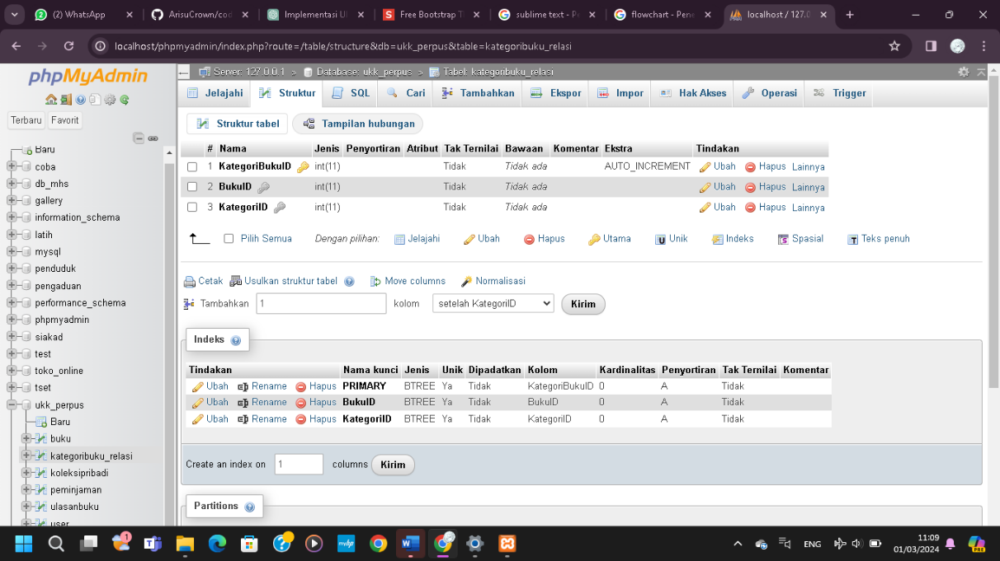 (2) WhatsApp
ArisuCrown/cod
Implementasi UI
Free Bootstrap T
sublime text - Pe
flowchart - Pene
localhost / 127.0
localhost/phpmyadmin/index.php?route=/table/structure&db=ukk_perpus&table=kategoribuku_relasi
phpMyAdmin
Terbaru Favorit
Baru
coba
db_mhs
gallery
information_schema
latih
mysql
penduduk
pengaduan
performance_schema
phpmyadmin
siakad
test
toko_online
tset
ukk_perpus
Baru
buku
kategoribuku_relasi
koleksipribadi
peminjaman
ulasanbuku
user
Server: 127.0.0.1 » Database: ukk_perpus » Tabel: kategoribuku_relasi
Jelajahi Struktur SQL Cari Tambahkan Ekspor Impor Hak Akses Operasi Trigger
Struktur tabel Tampilan hubungan
# Nama Jenis Penyortiran Atribut Tak Ternilai Bawaan Komentar Ekstra Tindakan
1 KategoriBukuID int(11) Tidak Tidak ada AUTO_INCREMENT Ubah Hapus Lainnya
2 BukuID int(11) Tidak Tidak ada Ubah Hapus Lainnya
3 KategoriID int(11) Tidak Tidak ada Ubah Hapus Lainnya
Pilih Semua Dengan pilihan: Jelajahi Ubah Hapus Utama Unik Indeks Spasial Teks penuh
Cetak Usulkan struktur tabel Move columns Normalisasi
Tambahkan 1 kolom setelah KategoriID Kirim
Indeks
Tindakan Nama kunci Jenis Unik Dipadatkan Kolom Kardinalitas Penyortiran Tak Ternilai Komentar
Ubah Rename Hapus PRIMARY BTREE Ya Tidak KategoriBukuID 0 A Tidak
Ubah Rename Hapus BukuID BTREE Ya Tidak BukuID 0 A Tidak
Ubah Rename Hapus KategoriID BTREE Ya Tidak KategoriID 0 A Tidak
Create an index on 1 columns Kirim
Partitions
ENG
11:09
01/03/2024